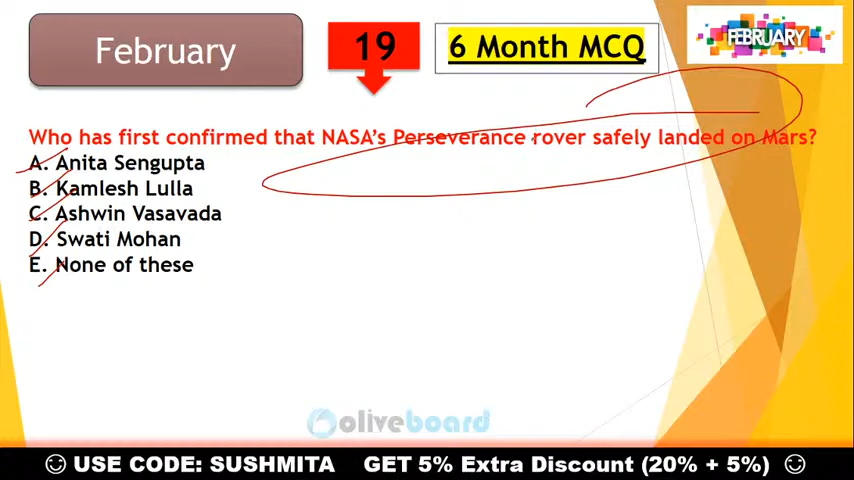 February
19
6 Month MCQ
FEBRUARY
Who has first confirmed that NASA's Perseverance rover safely landed on Mars?
A. Anita Sengupta
B. Kamlesh Lulla
C. Ashwin Vasavada
D. Swati Mohan
E. None of these
oliveboard
USE CODE: SUSHMITA GET 5% Extra Discount (20% + 5%)